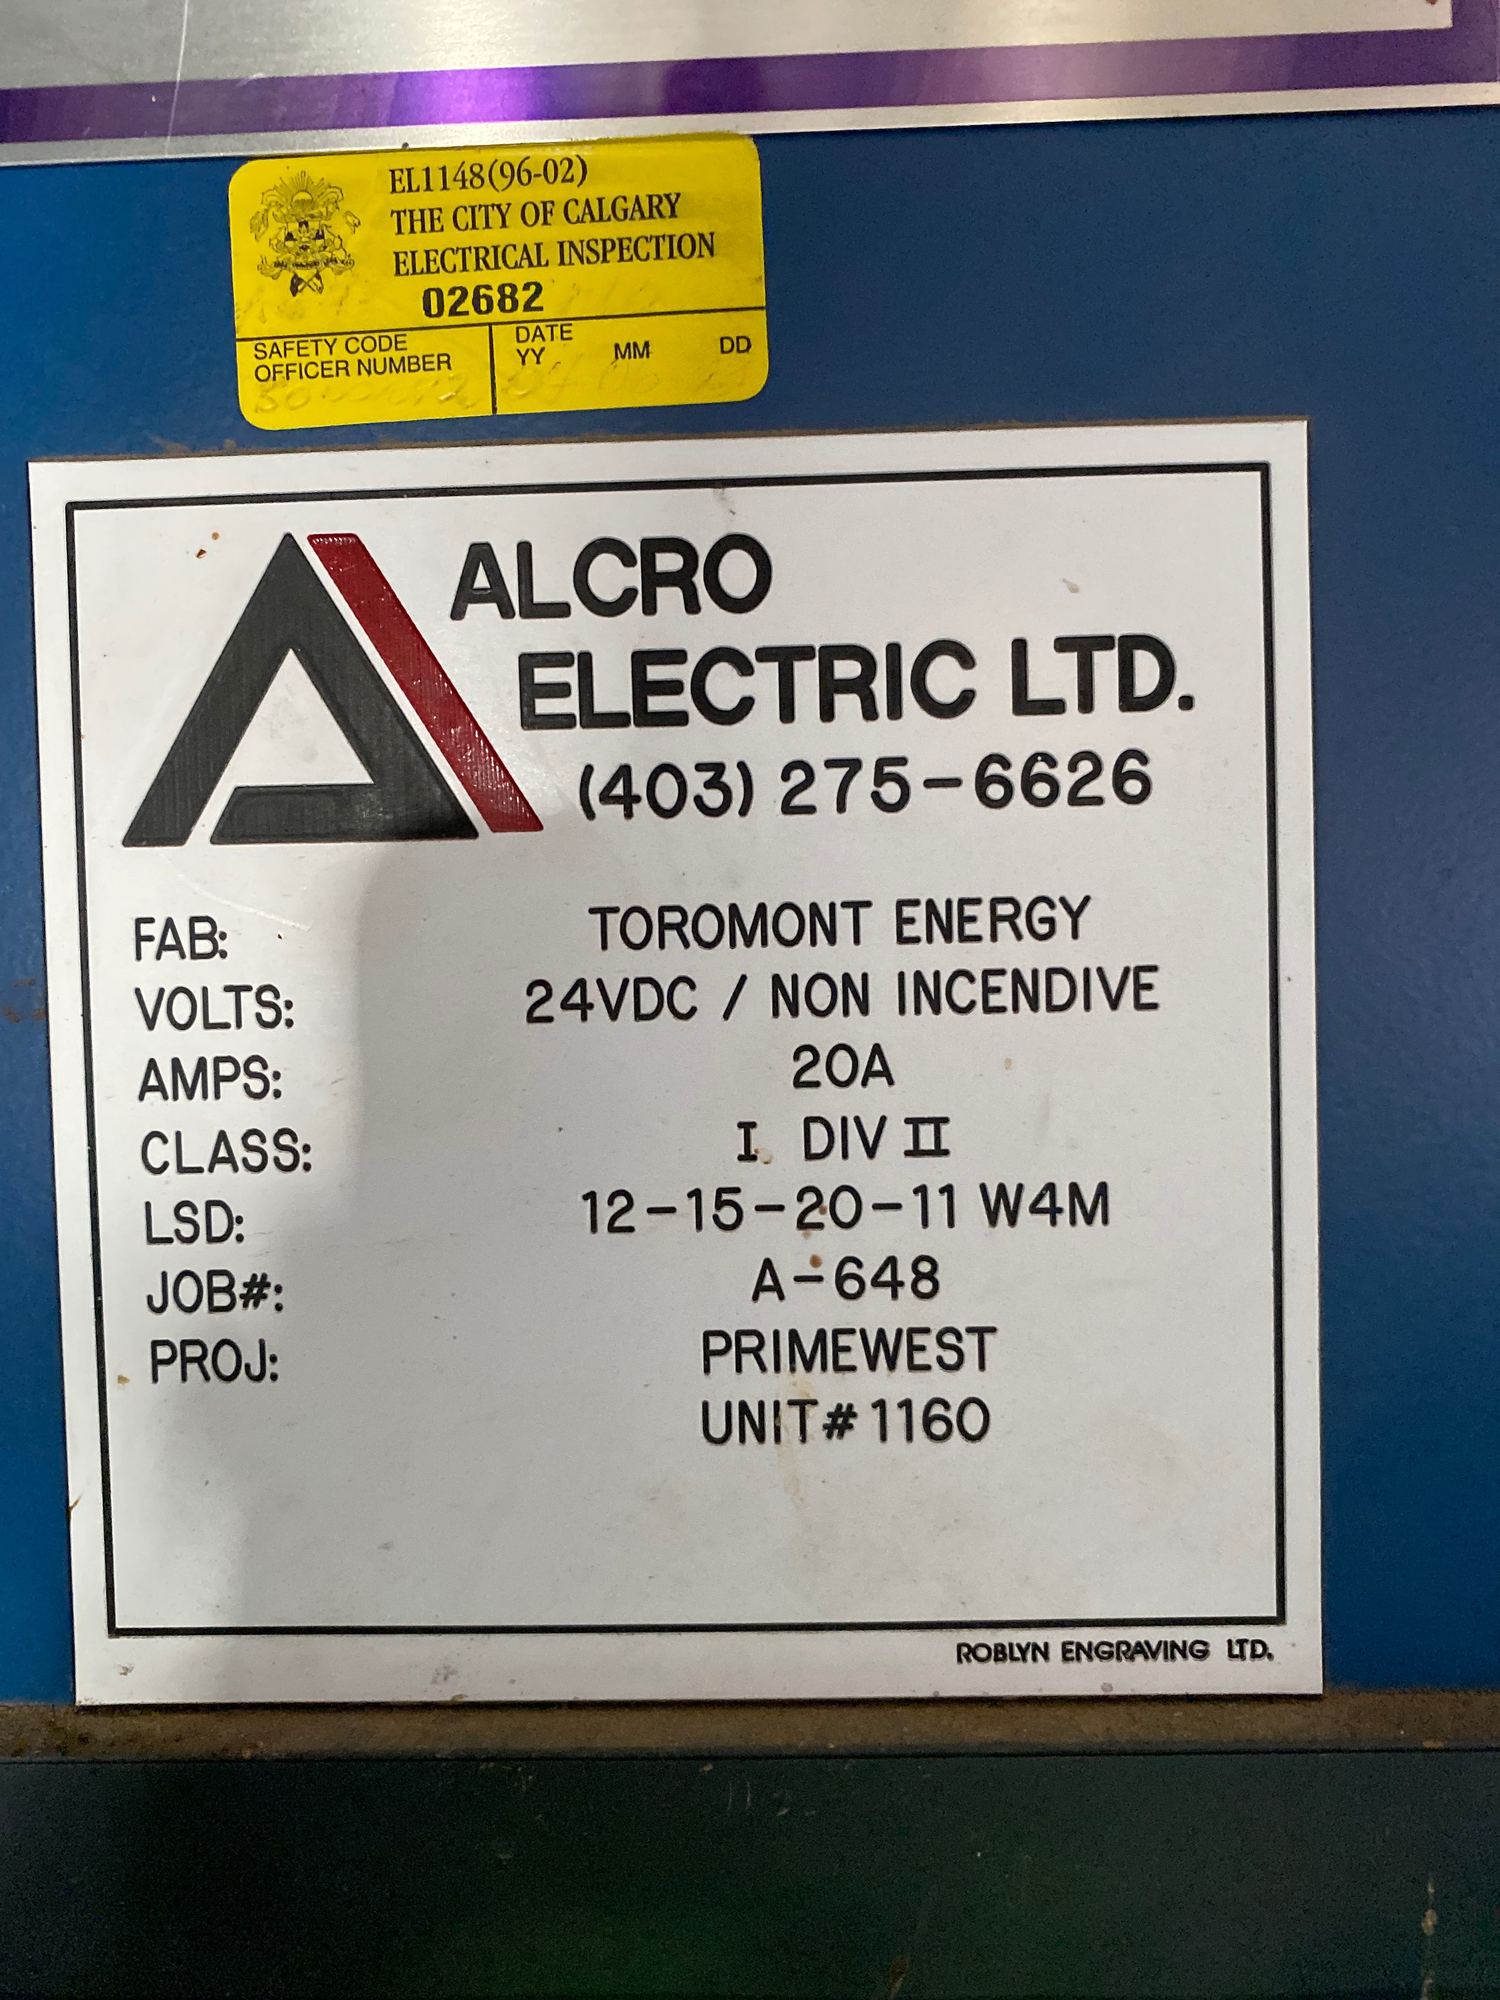 EL1148(96-02)
THE CITY OF CALGARY
ELECTRICAL INSPECTION
02682
SAFETY CODE
OFFICER NUMBER
DATE
YY MM DD
ALCRO
ELECTRIC LTD.
(403) 275-6626
FAB: TOROMONT ENERGY
VOLTS: 24VDC / NON INCENDIVE
AMPS: 20A
CLASS: I DIV II
LSD: 12-15-20-11 W4M
JOB#: A-648
PROJ: PRIMEWEST
UNIT# 1160
ROBLYN ENGRAVING LTD.